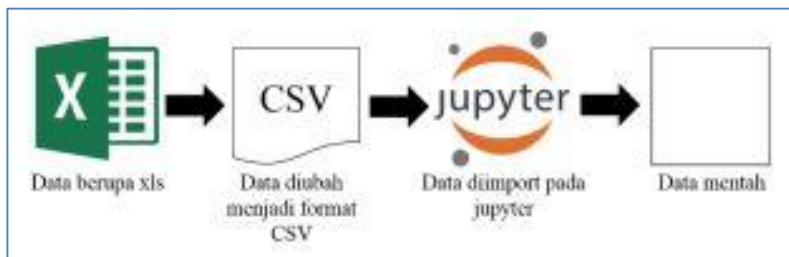 X
CSV
jupyter
Data berupa xls
Data diubah
menjadi format
CSV
Data diimport pada
jupyter
Data mentah